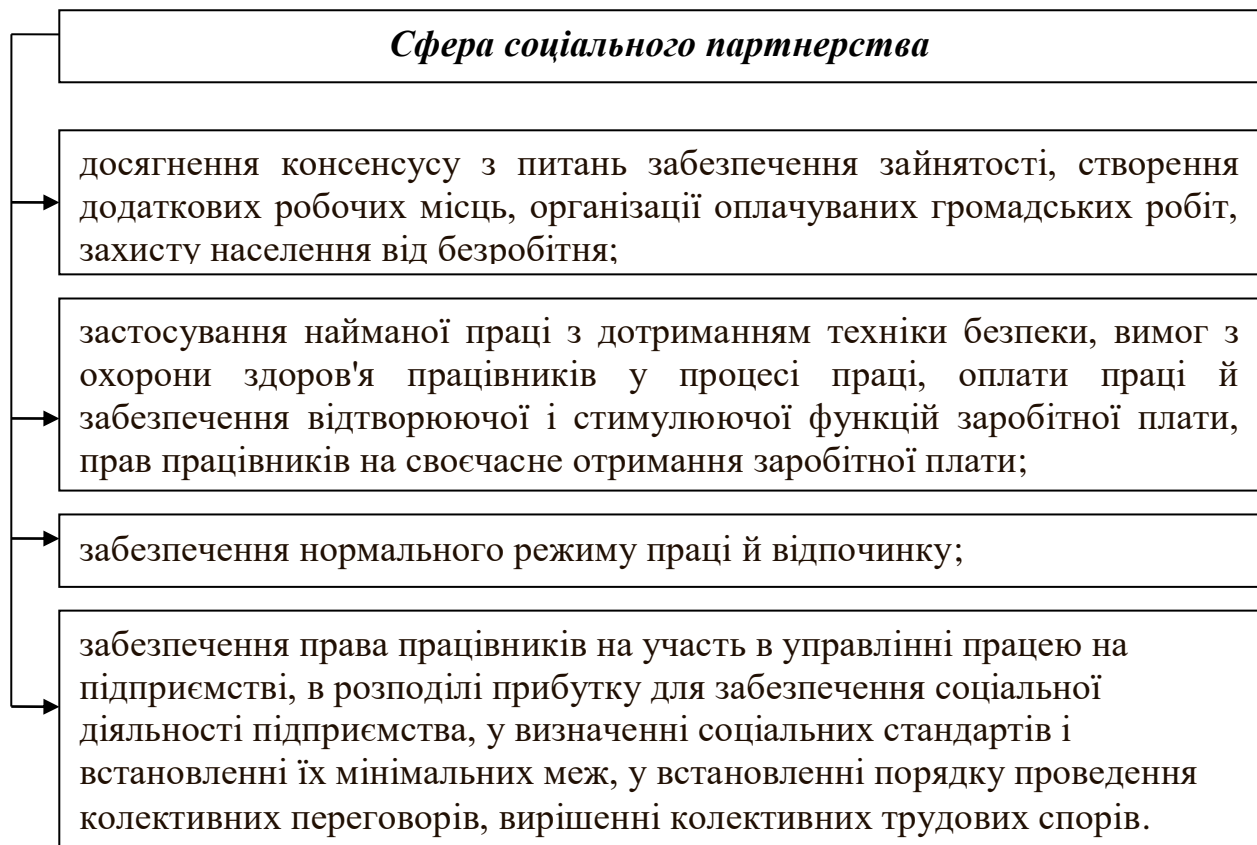 Сфера соціального партнерства
досягнення консенсусу з питань забезпечення зайнятості, створення
додаткових робочих місць, організації оплачуваних громадських робіт,
захисту населення від безробітня;
застосування найманої праці з дотриманням техніки безпеки, вимог з
охорони здоров'я працівників у процесі праці, оплати праці й
забезпечення відтворюючої і стимулюючої функцій заробітної плати,
прав працівників на своєчасне отримання заробітної плати;
забезпечення нормального режиму праці й відпочинку;
забезпечення права працівників на участь в управлінні працею на
підприємстві, в розподілі прибутку для забезпечення соціальної
діяльності підприємства, у визначенні соціальних стандартів і
встановленні їх мінімальних меж, у встановленні порядку проведення
колективних переговорів, вирішенні колективних трудових спорів.